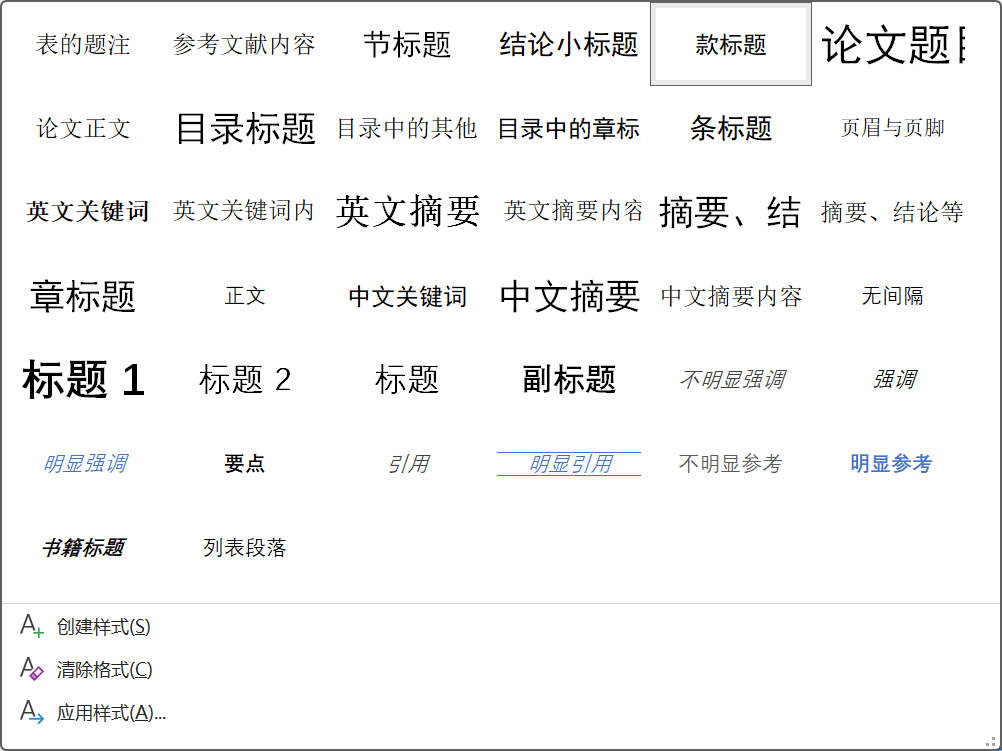 表的题注 参考文献内容 节标题 结论小标题 款标题 论文题
论文正文 目录标题 目录中的其他 目录中的章标 条标题 页眉与页脚
英文关键词 英文关键词内 英文摘要 英文摘要内容 摘要、结 摘要、结论等
章标题 正文 中文关键词 中文摘要 中文摘要内容 无间隔
标题 1 标题 2 标题 副标题 不明显强调 强调
明显强调 要点 引用 明显引用 不明显参考 明显参考
书籍标题 列表段落
创建样式(S)
清除格式(C)
应用样式(A)...